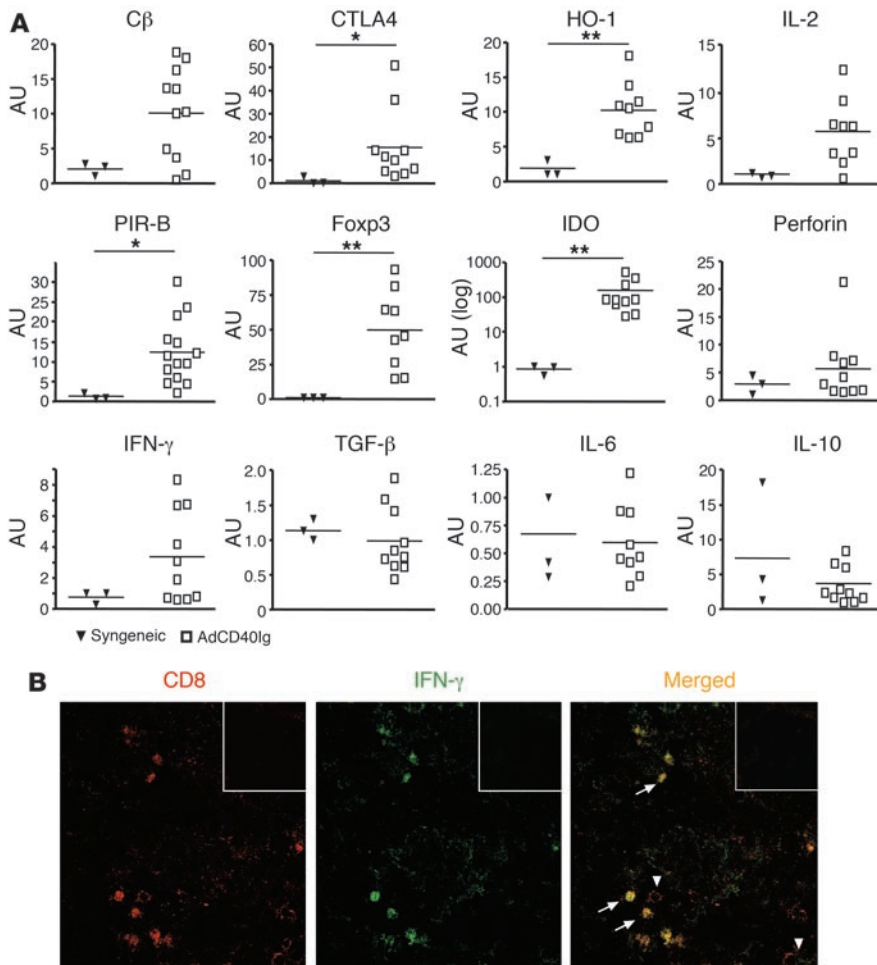 A
Cβ CTLA4 HO-1 IL-2
* **
20 60 20 15
15 50 15 10
10 40 10 5
5 30 5 0
0 20 0
10
0
AU AU AU AU
PIR-B Foxp3 IDO Perforin
* ** **
30 100 1000 25
25 75 100 20
20 50 1 15
15 25 0.1 10
10 0 5
5 0
0
AU AU AU (log) AU
IFN-γ TGF-β IL-6 IL-10
8 2.0 1.25 20
6 1.5 1.00 15
4 1.0 0.75 10
2 0.5 0.50 5
1 0.0 0.25 0
0 0.00
AU AU AU AU
▼ Syngeneic □ AdCD40Ig
B
CD8 IFN-γ Merged